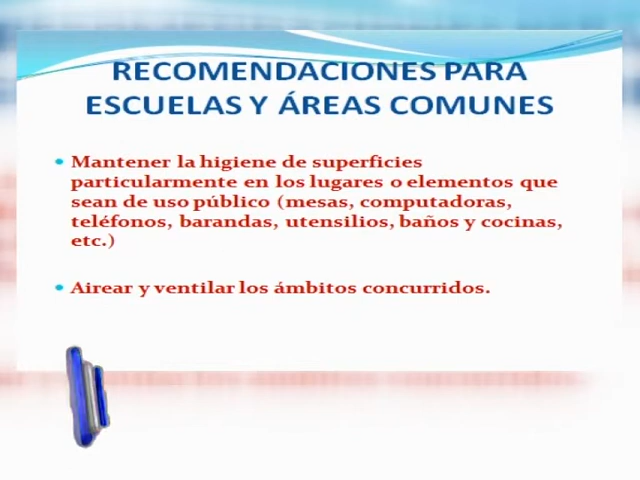 RECOMENDACIONES PARA
ESCUELAS Y ÁREAS COMUNES
• Mantener la higiene de superficies
particularmente en los lugares o elementos que
sean de uso público (mesas, computadoras,
teléfonos, barandas, utensilios, baños y cocinas,
etc.)
• Airear y ventilar los ámbitos concurridos.